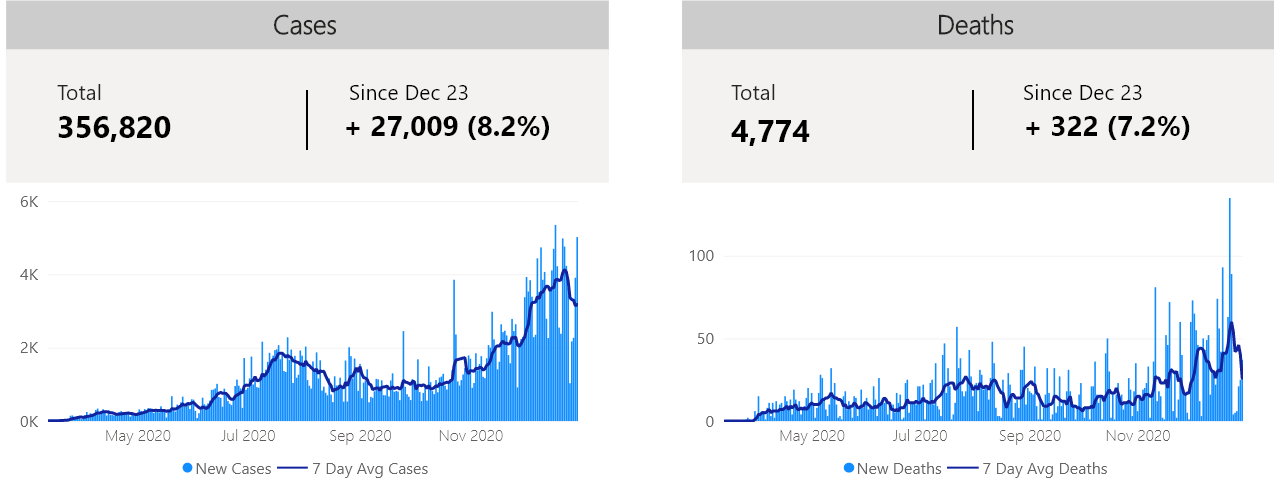 Cases
Total
356,820
Since Dec 23
+ 27,009 (8.2%)
6K
4K
2K
0K
May 2020
Jul 2020
Sep 2020
Nov 2020
New Cases
7 Day Avg Cases
Deaths
Total
4,774
Since Dec 23
+ 322 (7.2%)
100
50
0
May 2020
Jul 2020
Sep 2020
Nov 2020
New Deaths
7 Day Avg Deaths